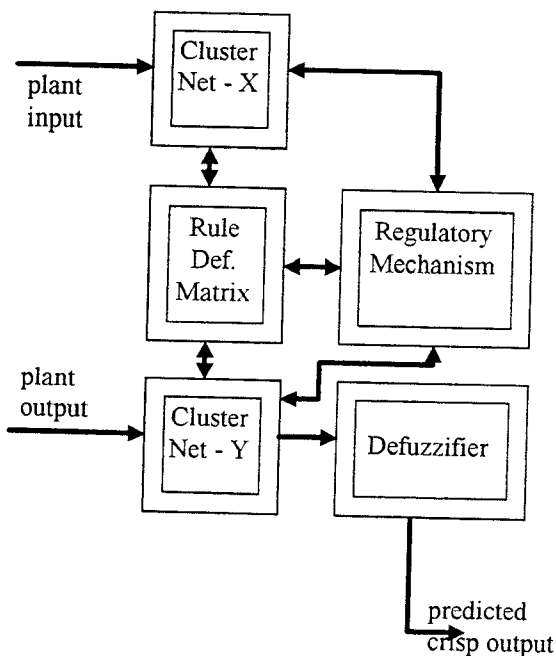 Cluster
Net - X
plant
input
Rule
Def.
Matrix
Regulatory
Mechanism
plant
output
Cluster
Net - Y
Defuzzifier
predicted
crisp output